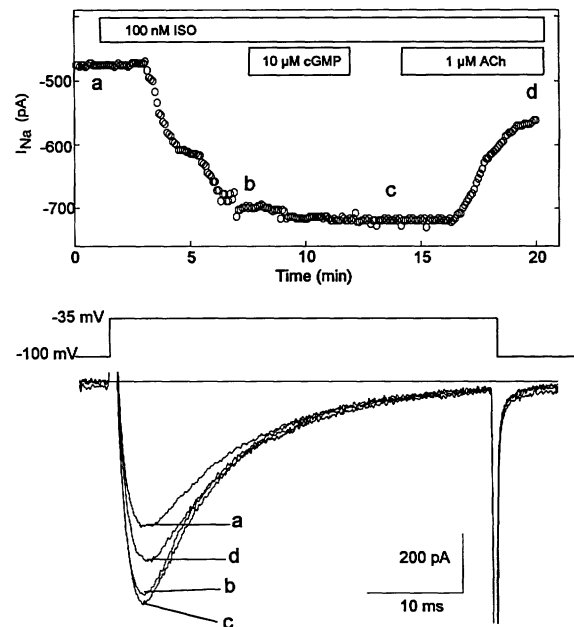 100 nM ISO
10 µM cGMP
1 µM ACh
a
b
c
d
-500
-600
-700
I_Na (pA)
0 5 10 15 20
Time (min)
-35 mV
-100 mV
a
d
b
c
200 pA
10 ms